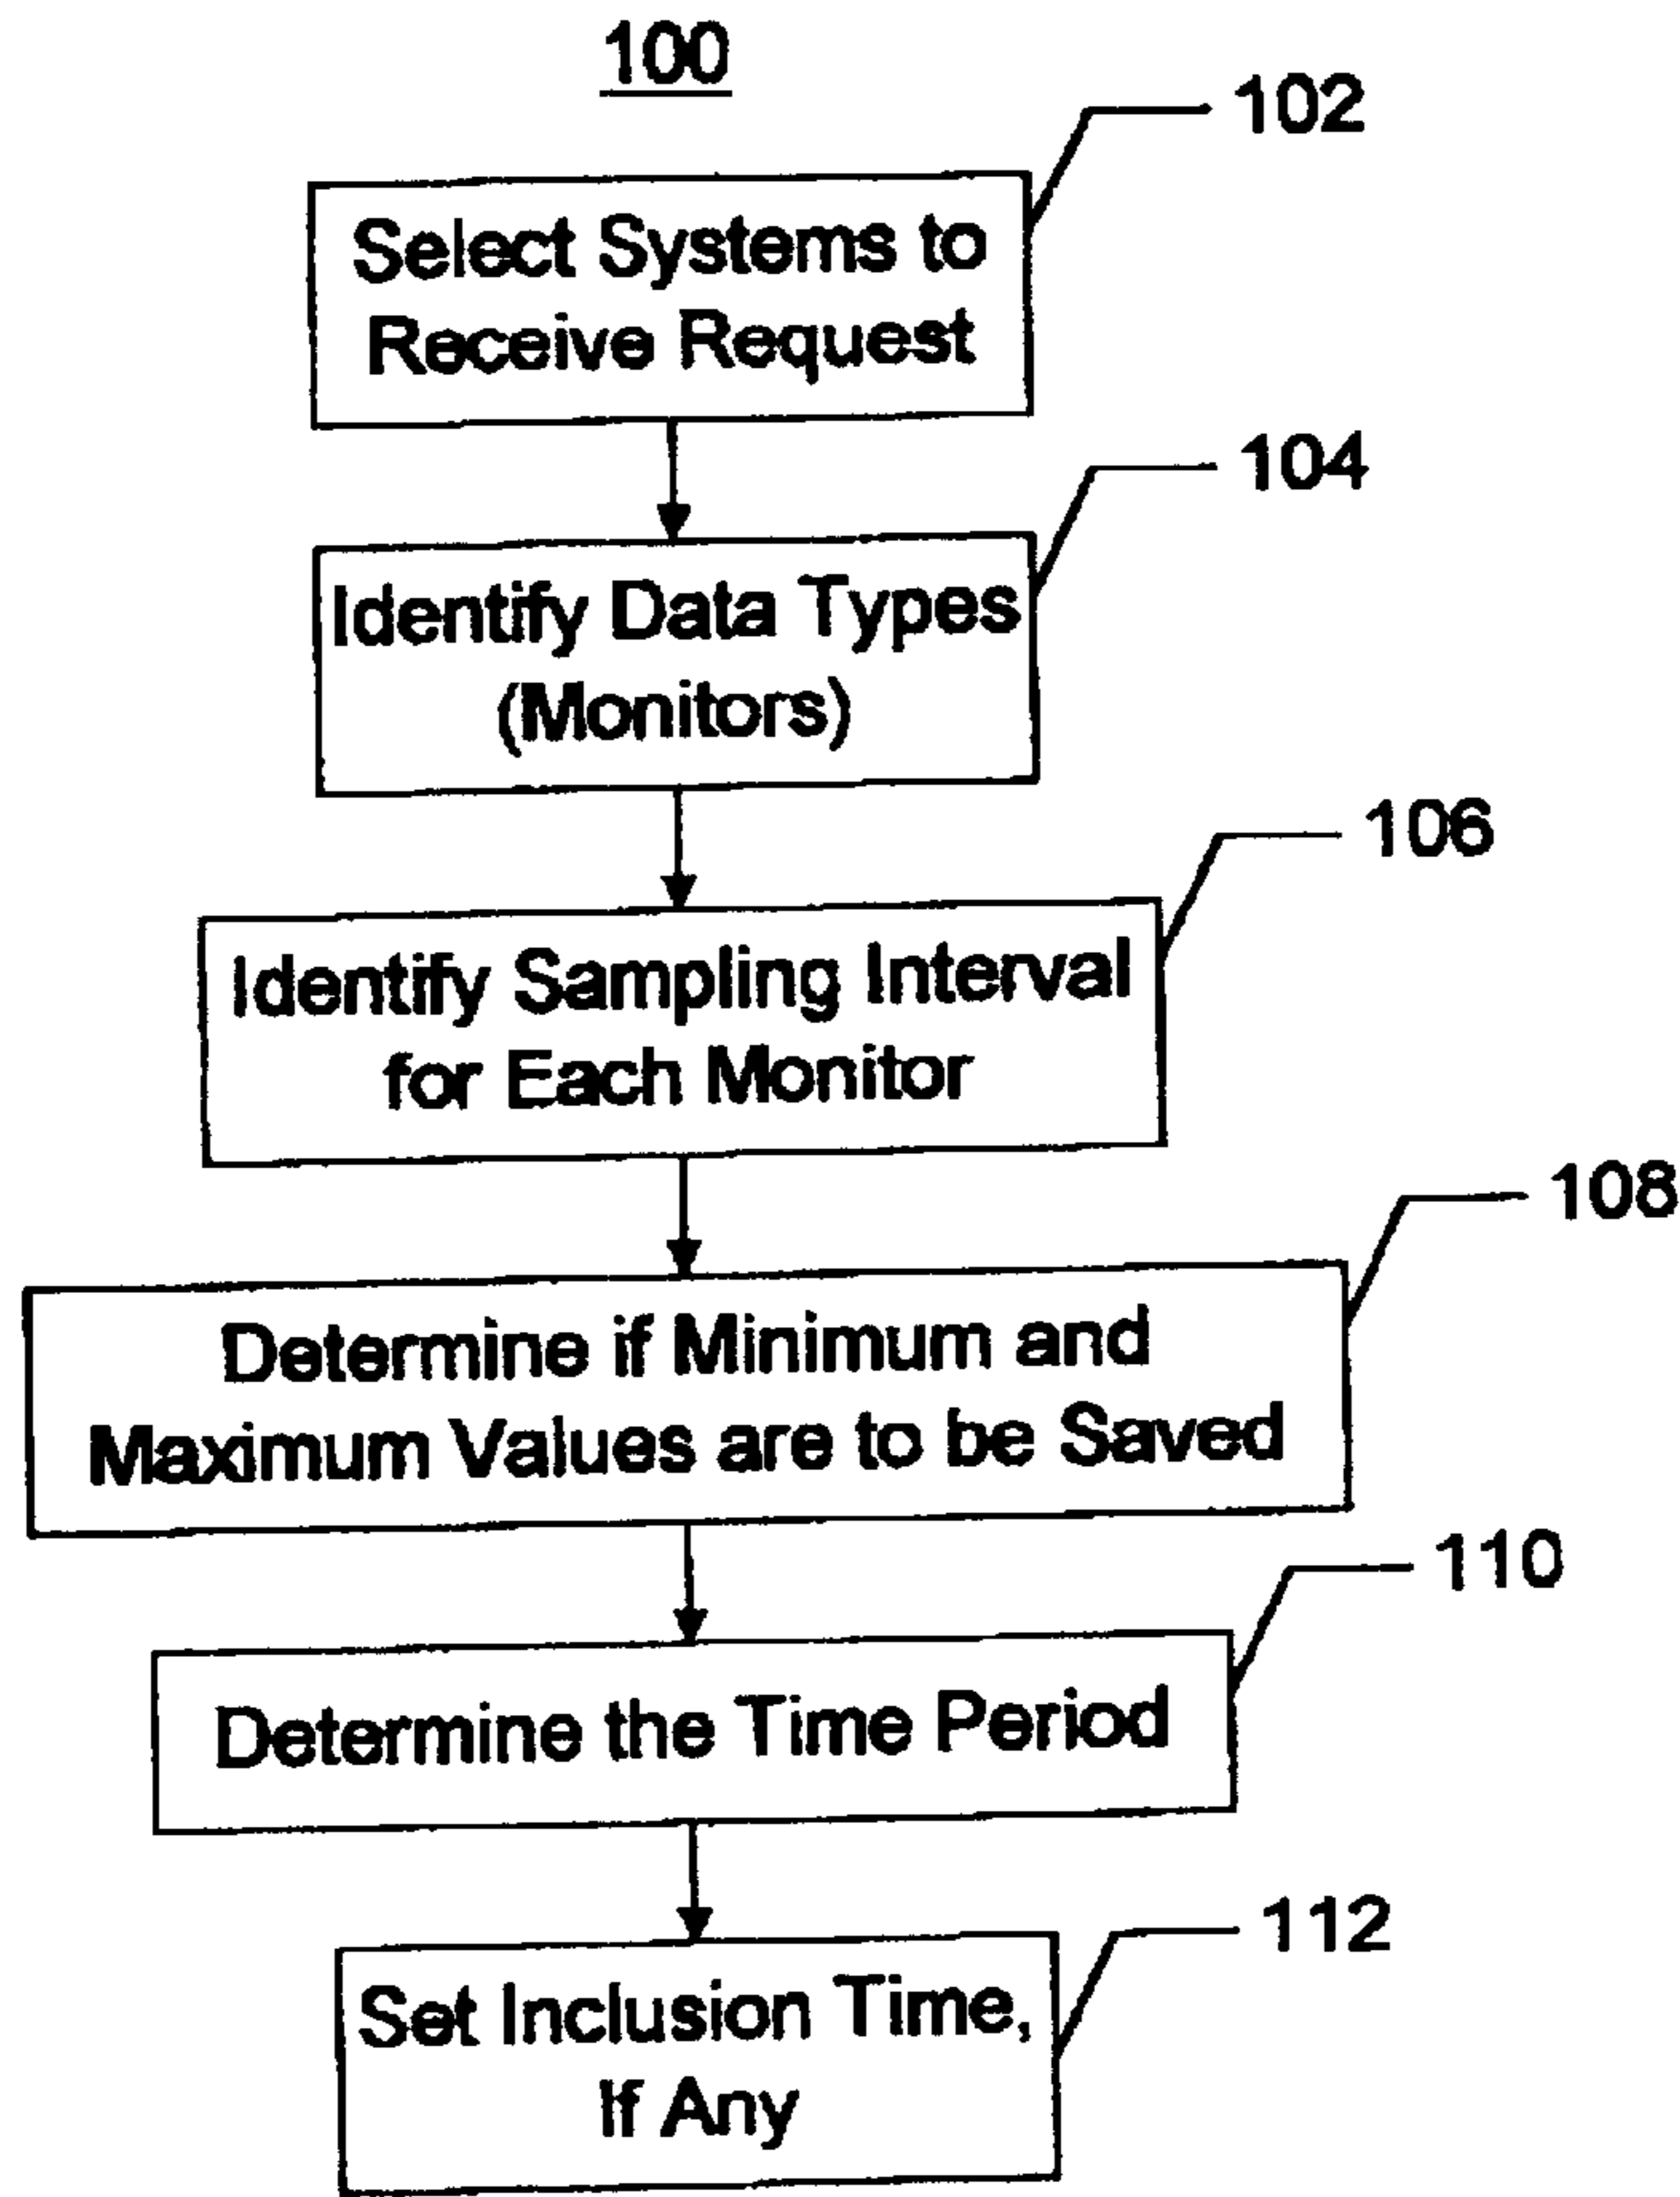 100
102
Select Systems to
Receive Request
104
Identify Data Types
(Monitors)
106
Identify Sampling Interval
for Each Monitor
108
Determine if Minimum and
Maximum Values are to be Saved
110
Determine the Time Period
112
Set Inclusion Time,
If Any